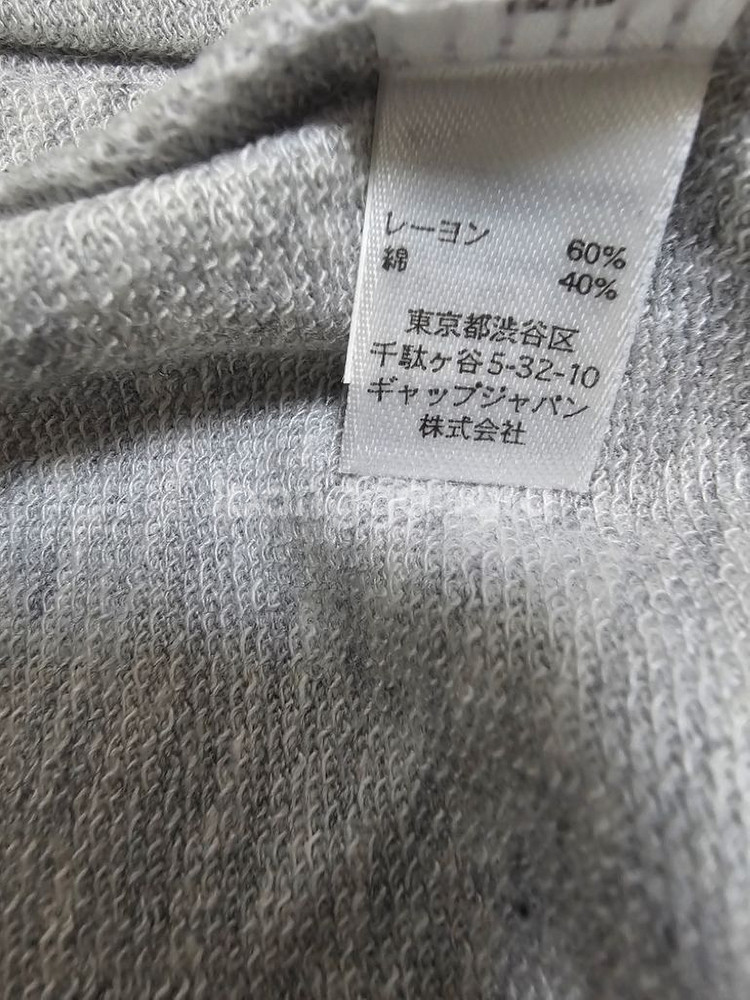 レーヨン 60%
綿 40%
東京都渋谷区
千駄ヶ谷5-32-10
ギャップジャパン
株式会社